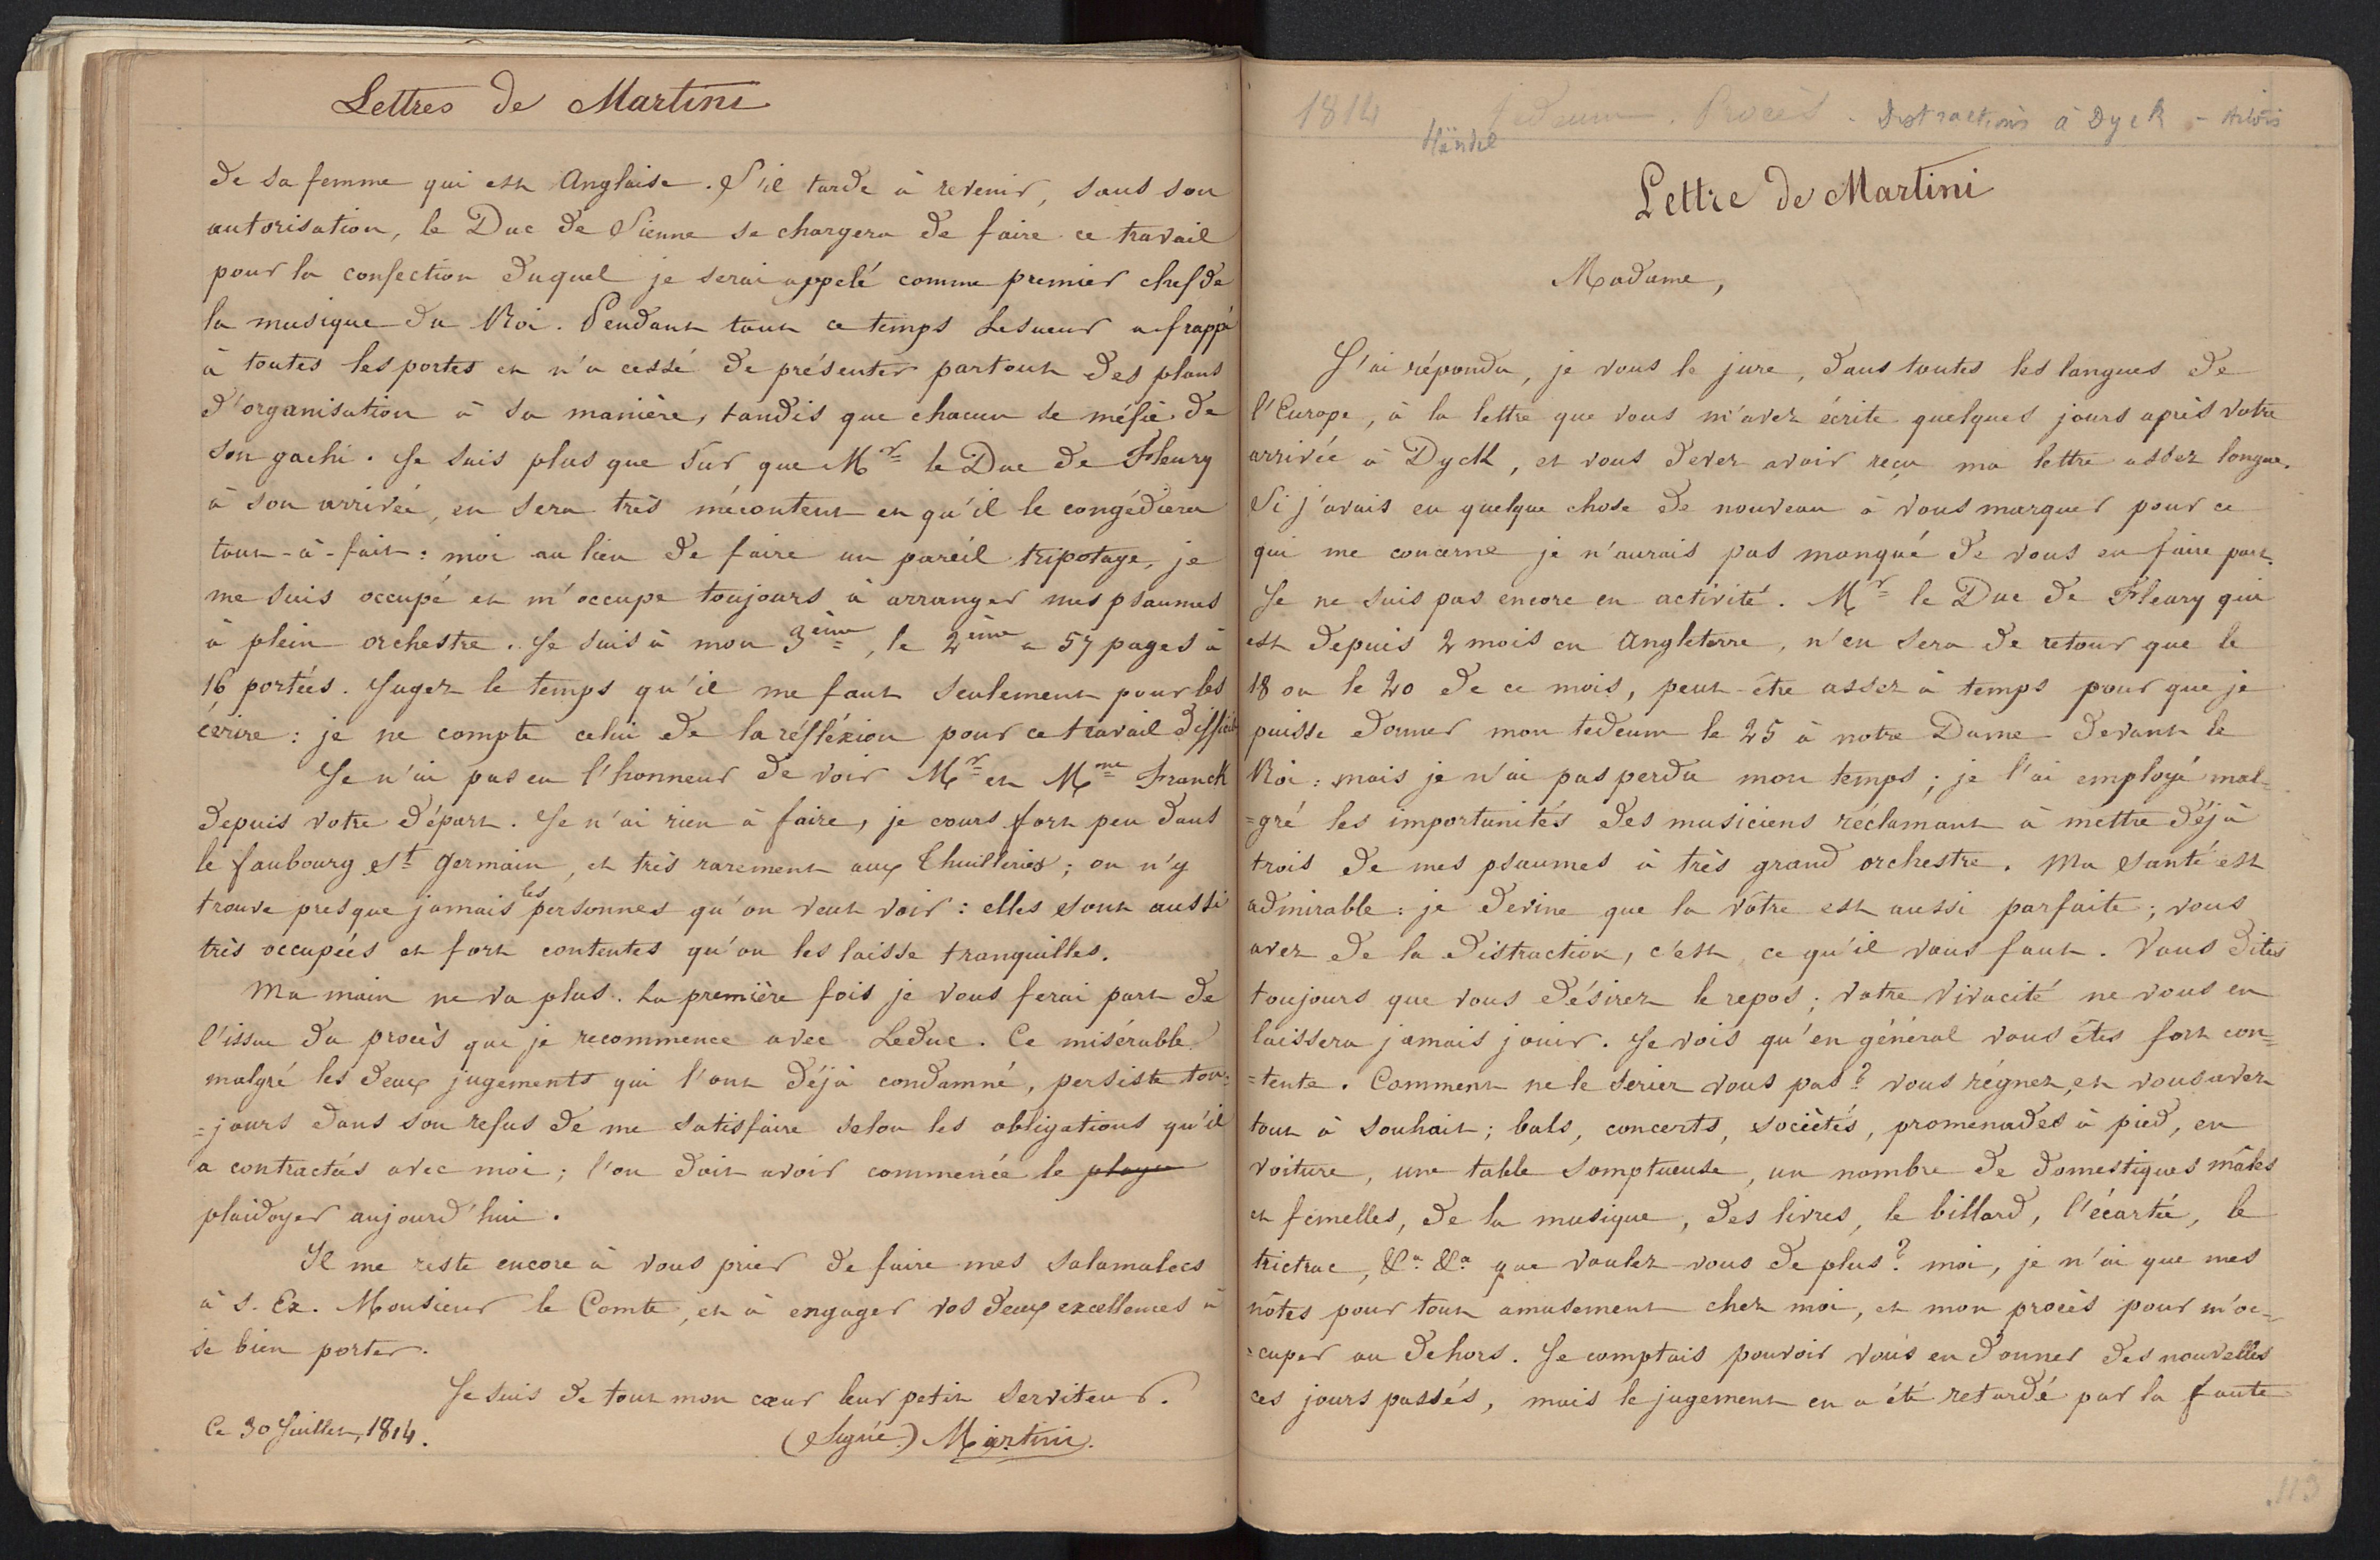 Lettres de Martini
de sa femme qui est Anglaise. S'il tarde à revenir, sans son
autorisation, le Duc de Sienne se chargera de faire ce travail
pour la confection duquel je serai appelé comme premier chef de
la musique du Roi. Pendant tout ce temps Lesueur a frappé
à toutes les portes et n'a cessé de présenter partout des plans
d'organisation à sa manière, tandis que chacun se méfie de
son gachi. Je suis plus que sur que Mr le Duc de Fleury
à son arrivée, en sera très mécontent et qu'il le congédiera
tout-à-fait: moi au lieu de faire un pareil tripotage, je
me suis occupé et m'occupe toujours à arranger mes psaumes
à plein orchestre. Je suis à mon 3ème, le 2ème a 57 pages à
16 portées. Jugez le temps qu'il me faut seulement pour les
écrire: je ne compte celui de la réfléxion pour ce travail difficile
Je n'ai pas eu l'honneur de voir Mr et Mme Franck
depuis votre départ. Je n'ai rien à faire, je cours fort peu dans
le faubourg St Germain, et très rarement aux Thuilleries; on n'y
trouve presque jamais les personnes qu'on veut voir: elles sont aussi
très occupées et fort contentes qu'on les laisse tranquilles.
Ma main ne va plus. La première fois je vous ferai part de
l'issue du procès que je recommence avec Leduc. Ce misérable
malgré les deux jugements qui l'ont déjà condamné, persiste tou-
=jours dans son refus de me satisfaire selon les obligations qu'il
a contractés avec moi; l'on doit avoir commencée le
plaidoyer aujourd'hui.
Il me reste encore à vous prier de faire mes salamalecs
à S. Ex. Monsieur le Comte, et à engager vos deux excellences à
se bien porter.
Je suis de tout mon cœur leur petit serviteur.
Ce 30 Juillet, 1814.
(Signé) Martini.
1814 Tedeum. Procès. Distractions à Dyck -
Händel
Lettre de Martini
Madame,
J'ai répondu, je vous le jure, dans toutes les langues de
l'Europe, à la lettre que vous m'avez écrite quelques jours après votre
arrivée à Dyck, et vous devez avoir reçu ma lettre assez longue.
Si j'avais eu quelque chose de nouveau à vous marquer pour ce
qui me concerne je n'aurais pas manqué de vous en faire part.
Je ne suis pas encore en activité. Mr le Duc de Fleury qui
est depuis 2 mois en Angleterre, n'en sera de retour que le
18 ou le 20 de ce mois, peut-être assez à temps pour que je
puisse donner mon tedeum le 25 à notre Dame devant le
Roi: mais je n'ai pas perdu mon temps; je l'ai employé mal-
=gré les importunités des musiciens réclamant à mettre déjà
trois de mes psaumes à très grand orchestre. Ma santé est
admirable: je devine que la vôtre est aussi parfaite; vous
avez de la distraction, c'est ce qu'il vous faut. Vous dites
toujours que vous désirez le repos; votre vivacité ne vous en
laissera jamais jouir. Je vois qu'en général vous êtes fort con=
=tente. Comment ne le seriez vous pas? vous régnez, et vous avez
tout à souhait; bals, concerts, sociétés, promenades à pied, en
voiture, une table somptueuse, un nombre de domestiques mâles
et femelles, de la musique, des livres, le billard, l'écartée, le
trictrac, &a. &a. que voulez-vous de plus? moi, je n'ai que mes
nôtes pour tout amusement chez moi, et mon procès pour m'oc-
=cuper au dehors. Je comptais pouvoir vous en donner des nouvelles
ces jours passés, mais le jugement en a été retardé par la faute
113